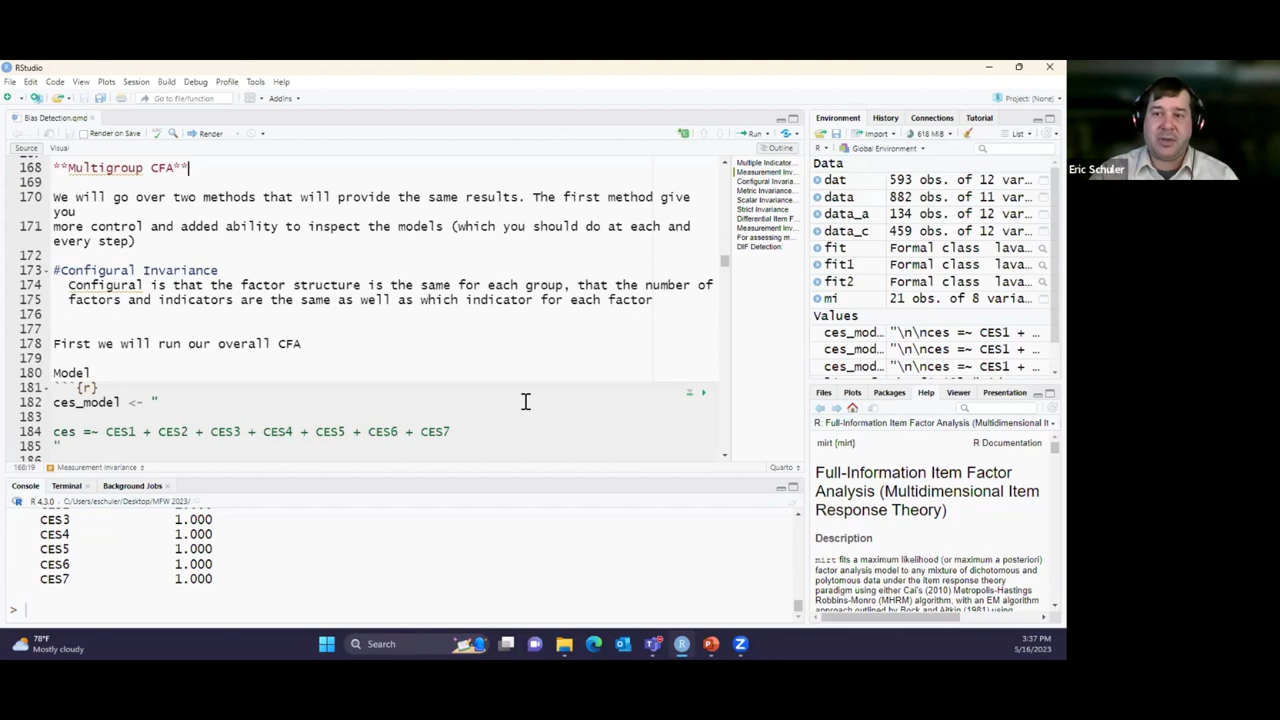 RStudio
File Edit Code View Plots Session Build Debug Profile Tools Help
Go to file/function Addins Project: (None)
Bias Detection.qmd
Render on Save Render Run
Source Visual Outline
168 **Multigroup CFA**
169
170 We will go over two methods that will provide the same results. The first method give
you
171 more control and added ability to inspect the models (which you should do at each and
every step)
172
173 #Configural Invariance
174 Configural is that the factor structure is the same for each group, that the number of
175 factors and indicators are the same as well as which indicator for each factor
176
177
178 First we will run our overall CFA
179
180 Model
181 ```{r}
182 ces_model <- "
183
184 ces =~ CES1 + CES2 + CES3 + CES4 + CES5 + CES6 + CES7
185 "
Multiple Indicator...
Measurement Inv...
Configural Invaria...
Metric Invariance...
Scalar Invariance...
Strict Invariance
Differential Item F...
Measurement Inv...
For assessing m...
DIF Detection:
168:19 Measurement Invariance Quarto
Console Terminal Background Jobs
R 4.3.0 · C:/Users/eschuler/Desktop/MFW 2023/
CES3 1.000
CES4 1.000
CES5 1.000
CES6 1.000
CES7 1.000
>
Environment History Connections Tutorial
Import 618 MiB List
R Global Environment
Data
dat 593 obs. of 12 var...
data 882 obs. of 11 var...
data_a 134 obs. of 12 var...
data_c 459 obs. of 12 var...
fit Formal class lava...
fit1 Formal class lava...
fit2 Formal class lava...
mi 21 obs. of 8 varia...
Values
ces_mod… "\n\nces =~ CES1 + …
ces_mod… "\n\nces =~ CES1 + …
ces_mod… "\n\nces =~ CES1 + …
Files Plots Packages Help Viewer Presentation
R: Full-Information Item Factor Analysis (Multidimensional It
mirt {mirt} R Documentation
Full-Information Item Factor
Analysis (Multidimensional Item
Response Theory)
Description
mirt fits a maximum likelihood (or maximum a posteriori)
factor analysis model to any mixture of dichotomous and
polytomous data under the item response theory
paradigm using either Cai's (2010) Metropolis-Hastings
Robbins-Monro (MHRM) algorithm, with an EM algorithm
approach outlined by Bock and Aitkin (1981) using
Eric Schuler
78°F
Mostly cloudy
Search
3:37 PM
5/16/2023